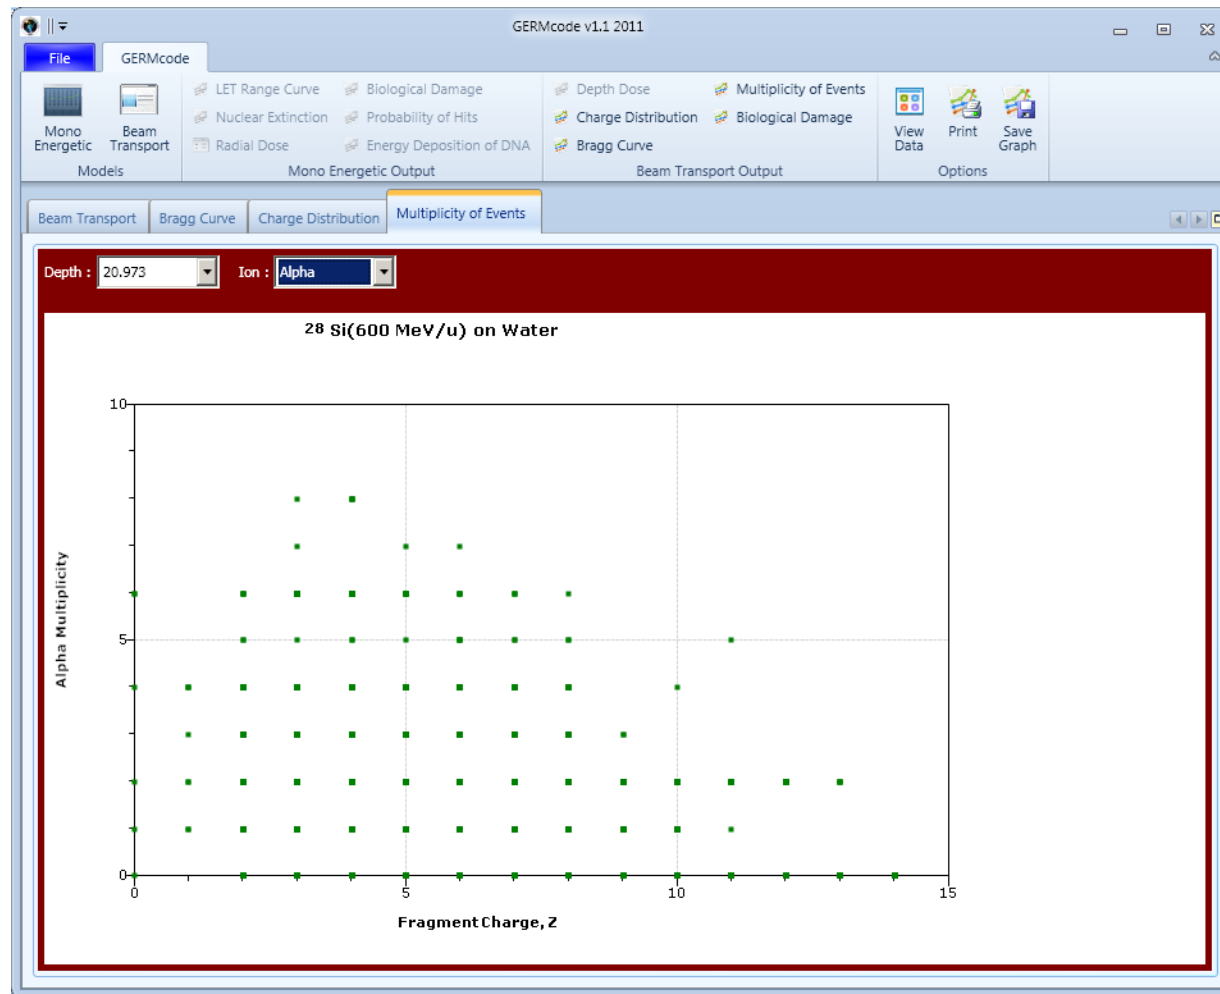 GERMcode v1.1 2011
File GERMcode
LET Range Curve Biological Damage Depth Dose Multiplicity of Events
Nuclear Extinction Probability of Hits Charge Distribution Biological Damage
Mono Energetic Beam Transport Radial Dose Energy Deposition of DNA Bragg Curve View Data Print Save Graph
Models Mono Energetic Output Beam Transport Output Options
Beam Transport Bragg Curve Charge Distribution Multiplicity of Events
Depth : 20.973 Ion : Alpha
28 Si(600 MeV/u) on Water
10
5
0
Alpha Multiplicity
0 5 10 15
Fragment Charge, Z